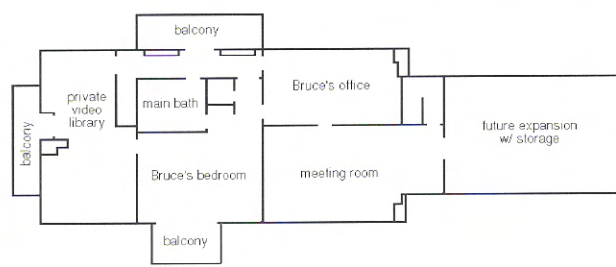 balcony
private
video
library
main bath
Bruce's office
future expansion
w/ storage
balcony
Bruce's bedroom
meeting room
balcony